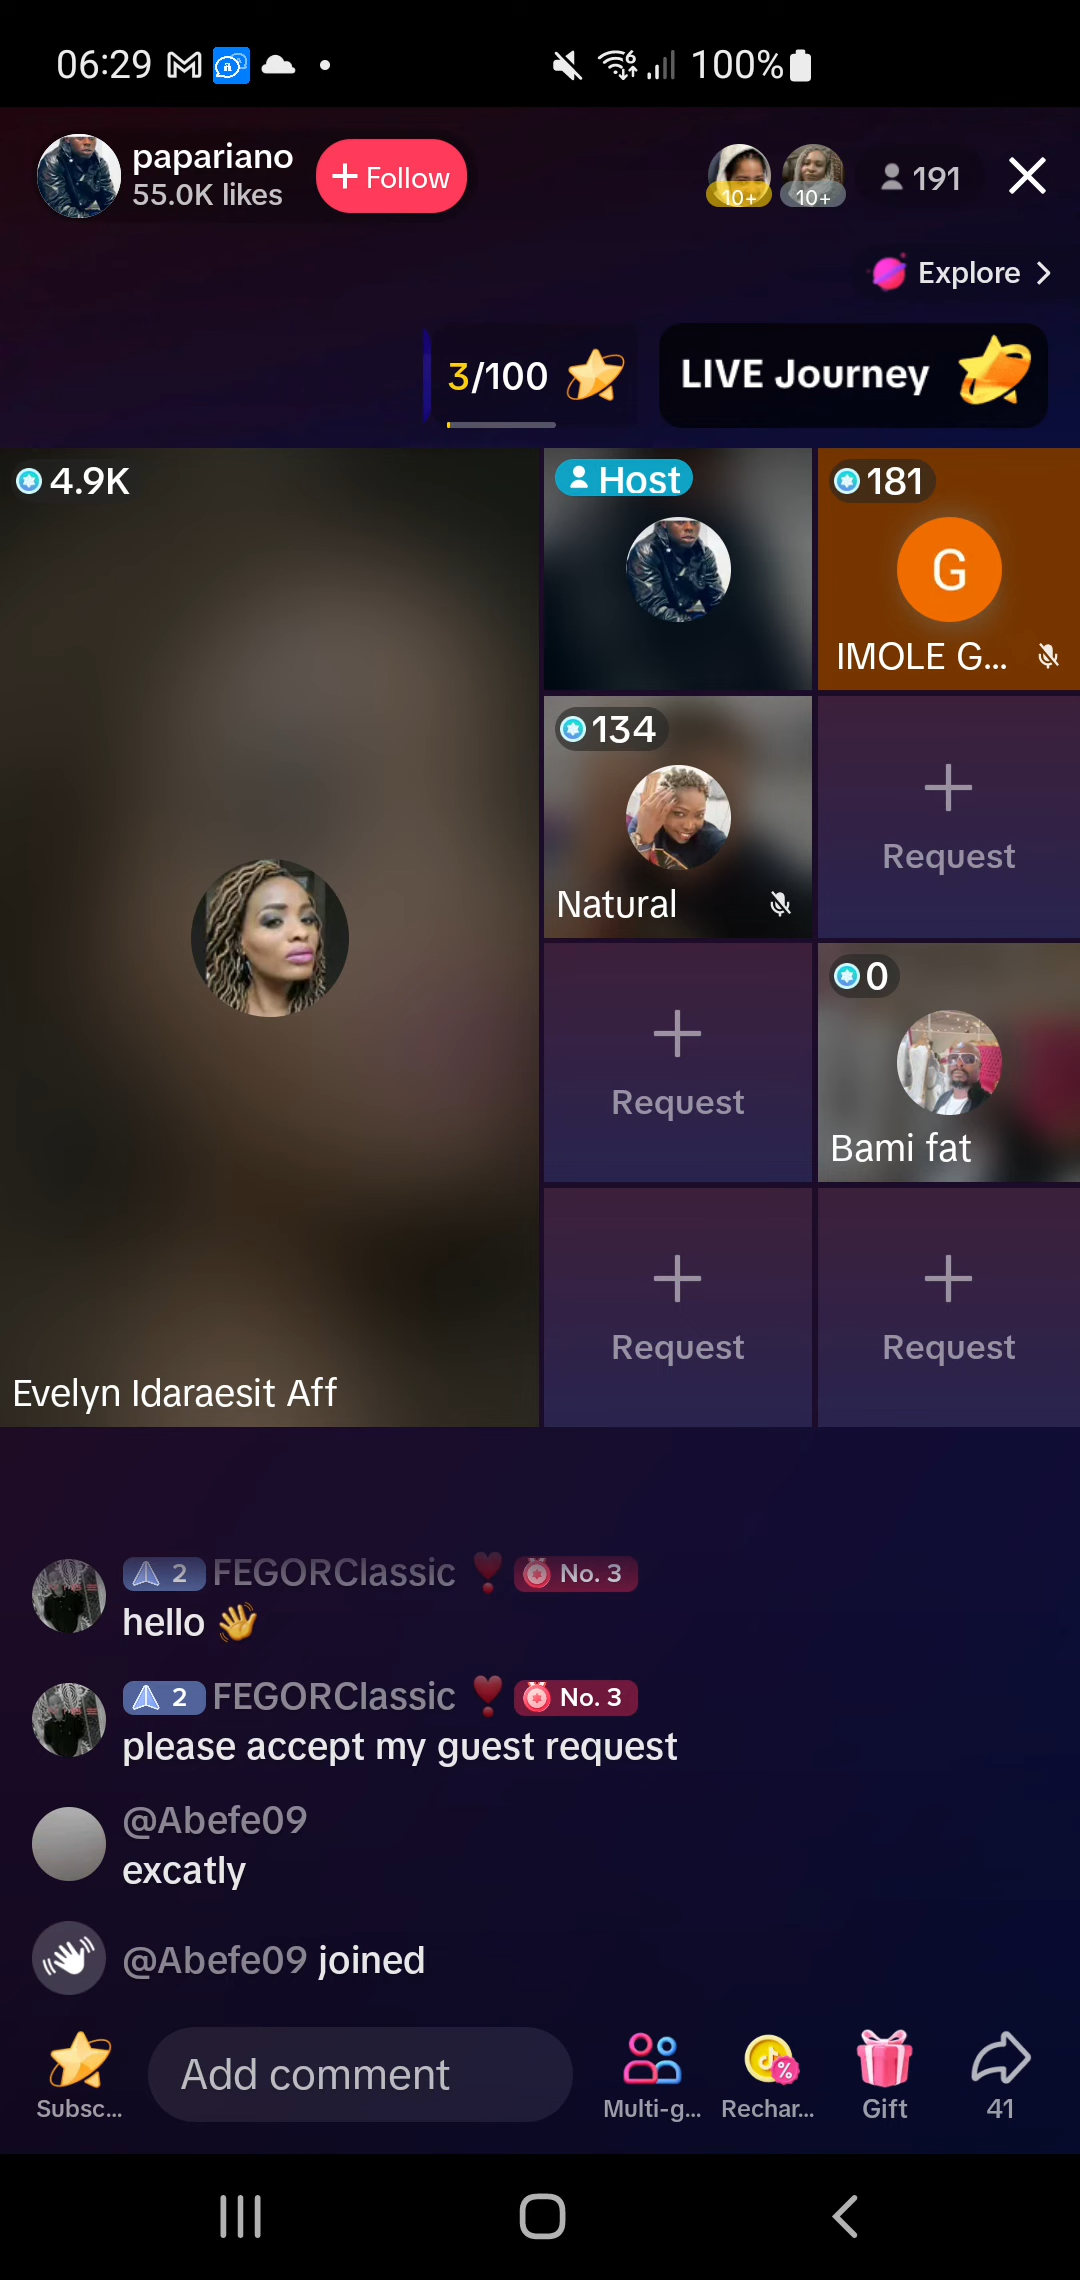 06:29
100%
papariano
55.0K likes
+ Follow
10+
10+
191
Explore
3/100
LIVE Journey
4.9K
Host
181
G
IMOLE G...
134
Natural
Request
Request
0
Bami fat
Request
Request
Evelyn Idaraesit Aff
2 FEGORClassic No. 3
hello 👋
2 FEGORClassic No. 3
please accept my guest request
@Abefe09
excatly
@Abefe09 joined
Add comment
Subsc...
Multi-g...
Rechar...
Gift
41